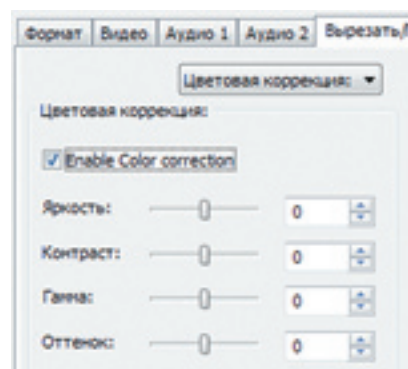 Формат Видео Аудио 1 Аудио 2 Вырезать/
Цветовая коррекция:
Цветовая коррекция:
Enable Color correction
Яркость: 0
Контраст: 0
Гамма: 0
Оттенок: 0